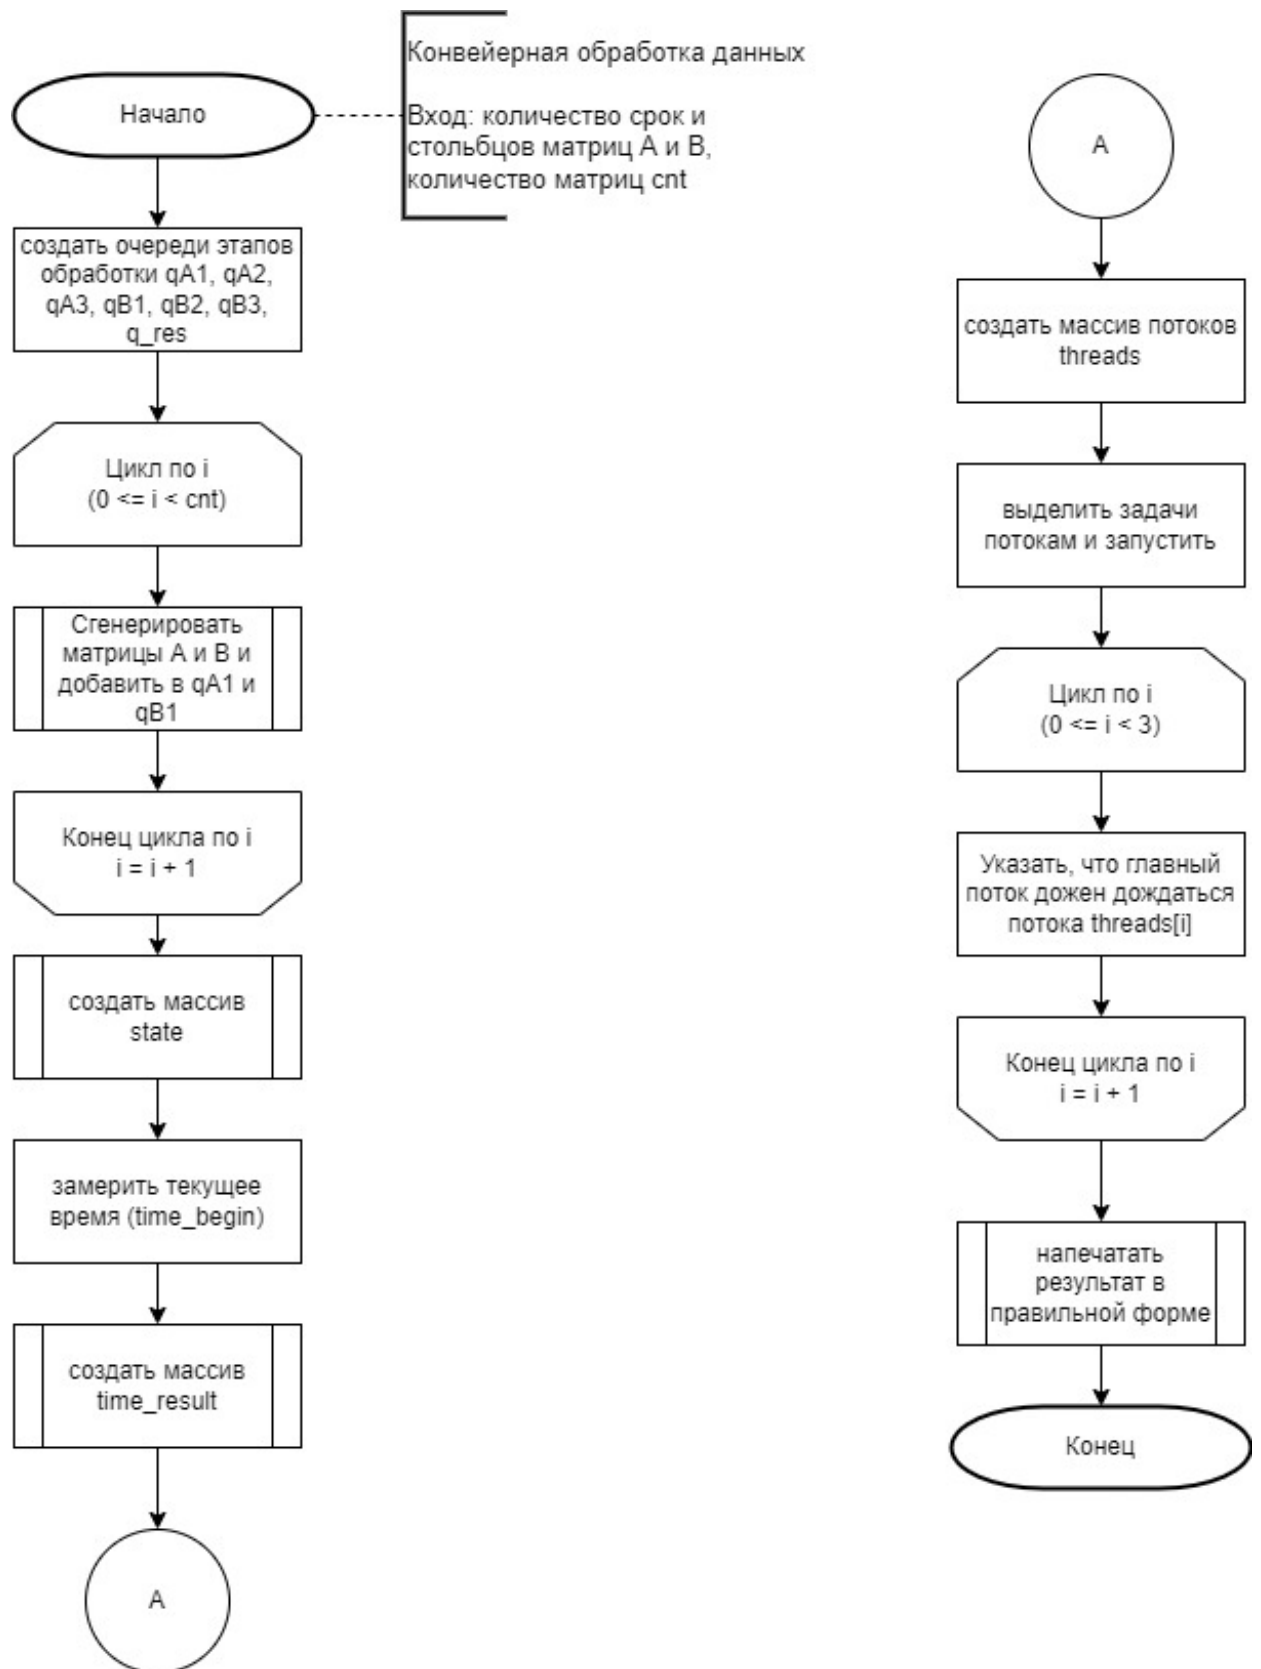 Начало
Конвейерная обработка данных
Вход: количество срок и
стольбцов матриц A и B,
количество матриц cnt
создать очереди этапов
обработки qA1, qA2,
qA3, qB1, qB2, qB3,
q_res
Цикл по i
(0 <= i < cnt)
Сгенерировать
матрицы A и B и
добавить в qA1 и
qB1
Конец цикла по i
i = i + 1
создать массив
state
замерить текущее
время (time_begin)
создать массив
time_result
A
A
создать массив потоков
threads
выделить задачи
потокам и запустить
Цикл по i
(0 <= i < 3)
Указать, что главный
поток дожен дождаться
потока threads[i]
Конец цикла по i
i = i + 1
напечатать
результат в
правильной форме
Конец